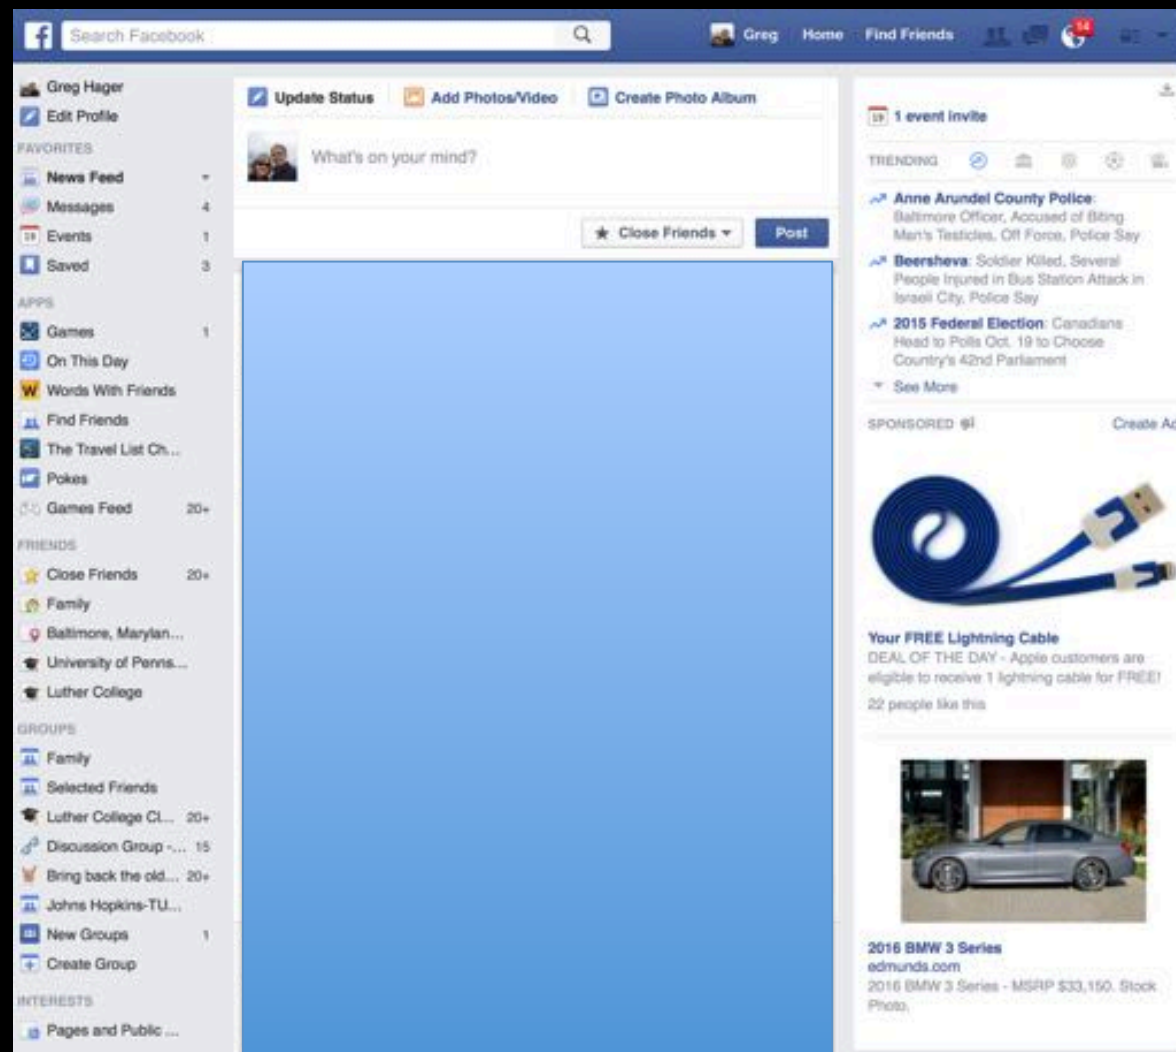 f Search Facebook
Greg Home Find Friends 14
Greg Hager
Edit Profile
FAVORITES
News Feed
Messages 4
Events 1
Saved 3
APPS
Games 1
On This Day
Words With Friends
Find Friends
The Travel List Ch...
Pokes
Games Feed 20+
FRIENDS
Close Friends 20+
Family
Baltimore, Marylan...
University of Penns...
Luther College
GROUPS
Family
Selected Friends
Luther College Cl... 20+
Discussion Group -... 15
Bring back the old... 20+
Johns Hopkins-TU...
New Groups 1
Create Group
INTERESTS
Pages and Public ...
Update Status Add Photos/Video Create Photo Album
What's on your mind?
Close Friends Post
19 1 event invite
TRENDING
Anne Arundel County Police:
Baltimore Officer, Accused of Biting
Man's Testicles, Off Force, Police Say
Beersheva: Soldier Killed, Several
People Injured in Bus Station Attack in
Israeli City, Police Say
2015 Federal Election: Canadians
Head to Polls Oct. 19 to Choose
Country's 42nd Parliament
See More
SPONSORED Create Ad
Your FREE Lightning Cable
DEAL OF THE DAY - Apple customers are
eligible to receive 1 lightning cable for FREE!
22 people like this
2016 BMW 3 Series
edmunds.com
2016 BMW 3 Series - MSRP $33,150. Stock
Photo.